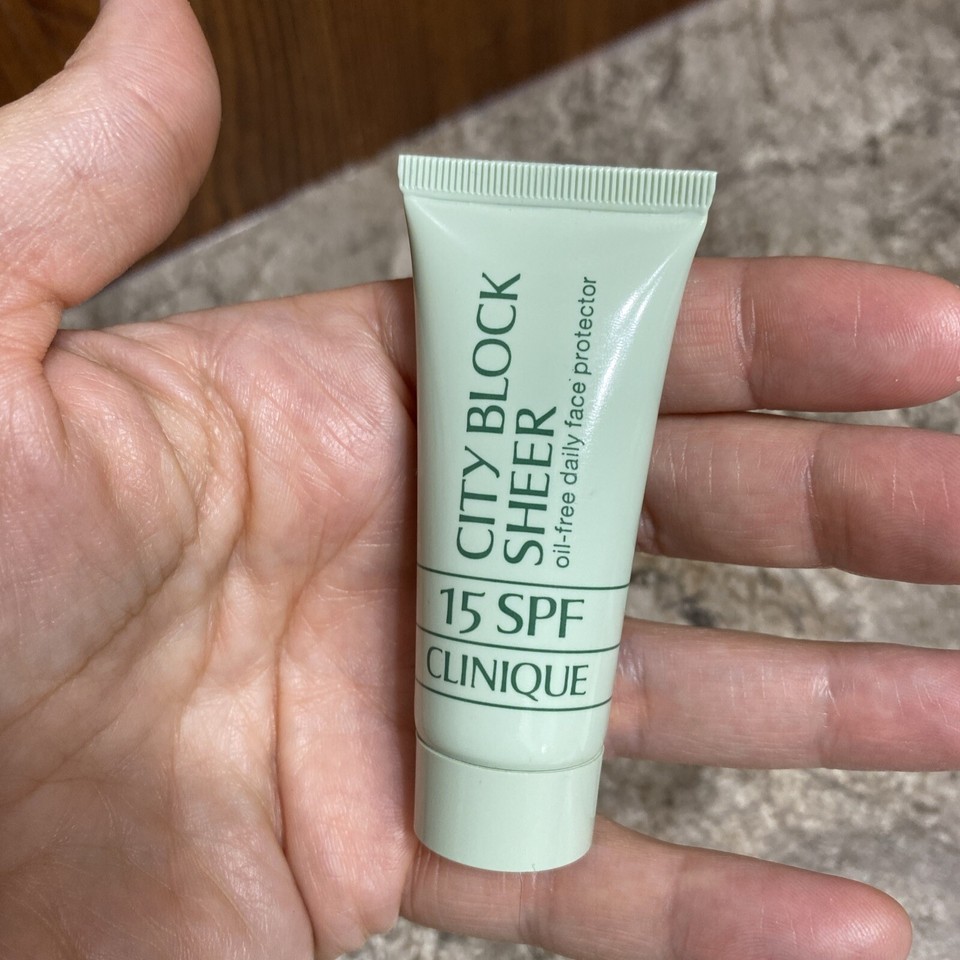 CITY BLOCK
SHEER
oil-free daily face protector
15 SPF
CLINIQUE